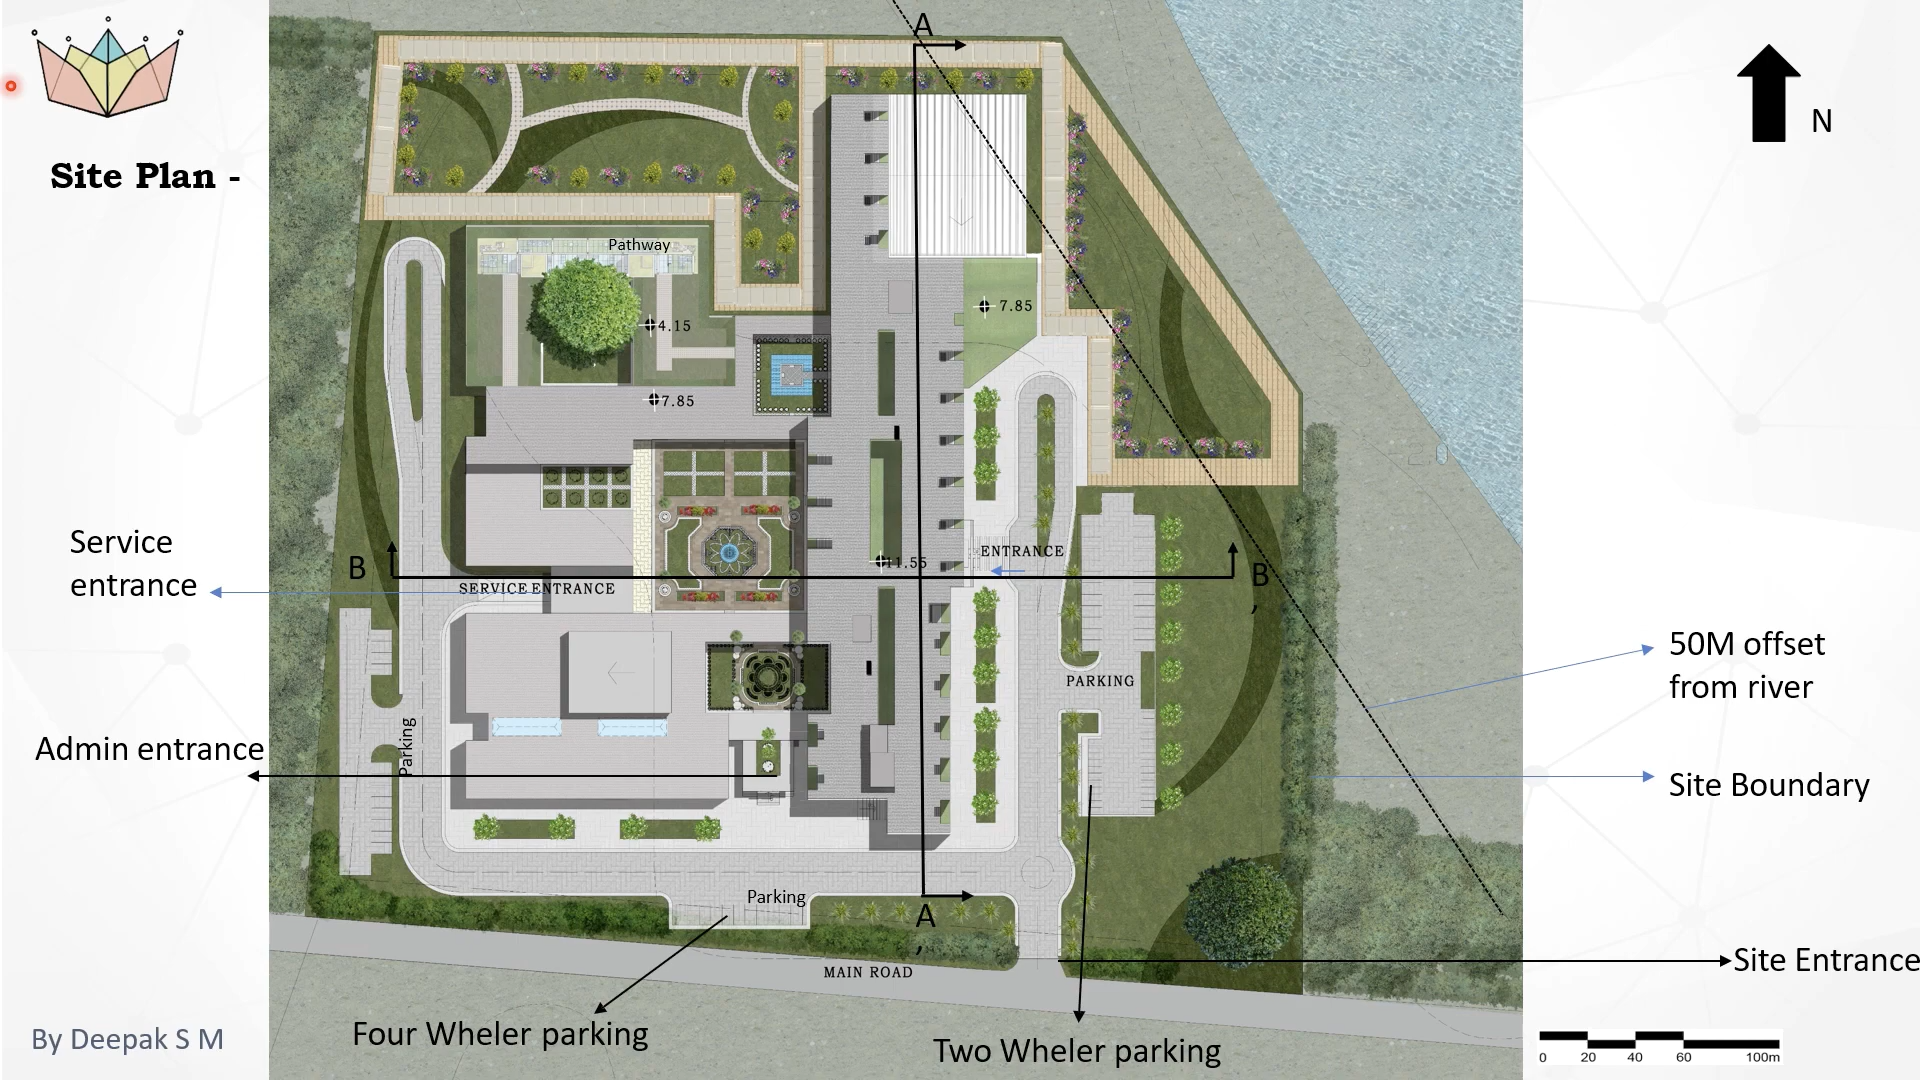 A
N
Site Plan -
Pathway
7.85
4.15
7.85
Service
entrance
ENTRANCE
11.55
B
B
,
SERVICE ENTRANCE
50M offset
from river
PARKING
Parking
Admin entrance
Site Boundary
Parking
A
,
MAIN ROAD
Site Entrance
Four Wheler parking
By Deepak S M
Two Wheler parking
0 20 40 60 100m